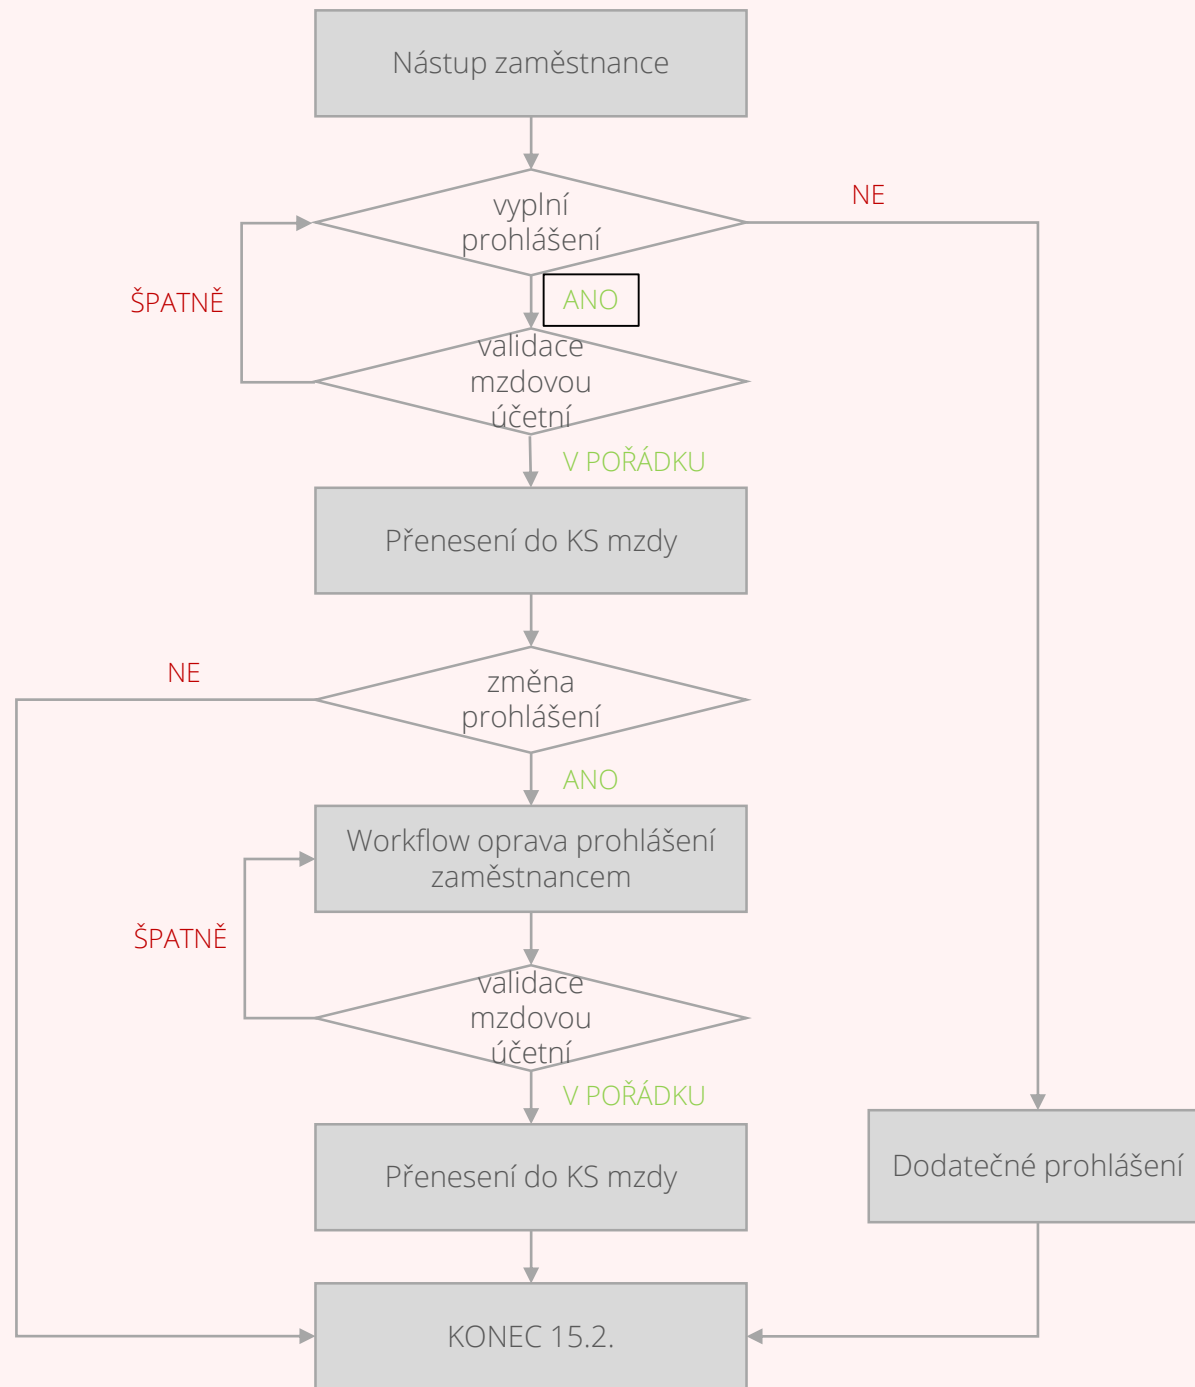 Nástup zaměstnance
NE
vyplní
prohlášení
ŠPATNĚ
ANO
validace
mzdovou
účetní
V POŘÁDKU
Přenesení do KS mzdy
NE
změna
prohlášení
ANO
Workflow oprava prohlášení
zaměstnancem
ŠPATNĚ
validace
mzdovou
účetní
V POŘÁDKU
Přenesení do KS mzdy
Dodatečné prohlášení
KONEC 15.2.